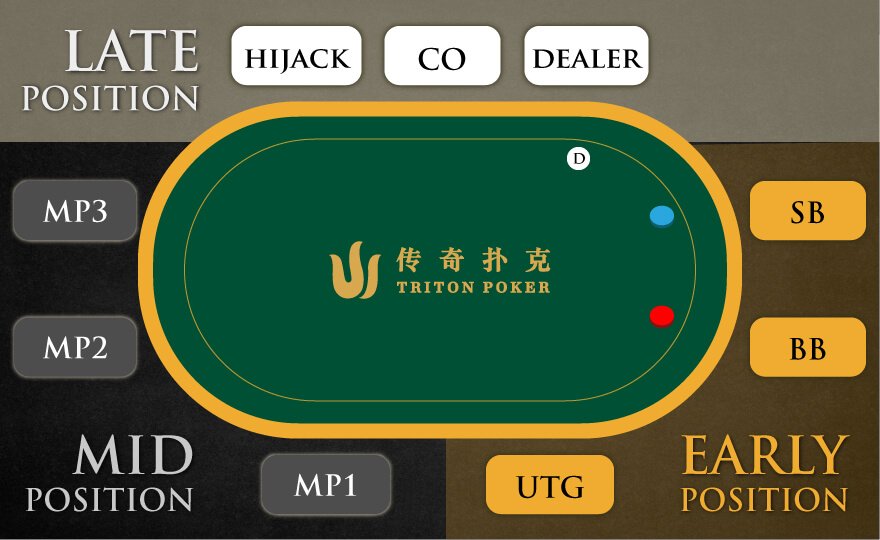 LATE
POSITION
HIJACK
CO
DEALER
D
MP3
SB
传奇扑克
TRITON POKER
MP2
BB
MID
POSITION
MP1
UTG
EARLY
POSITION